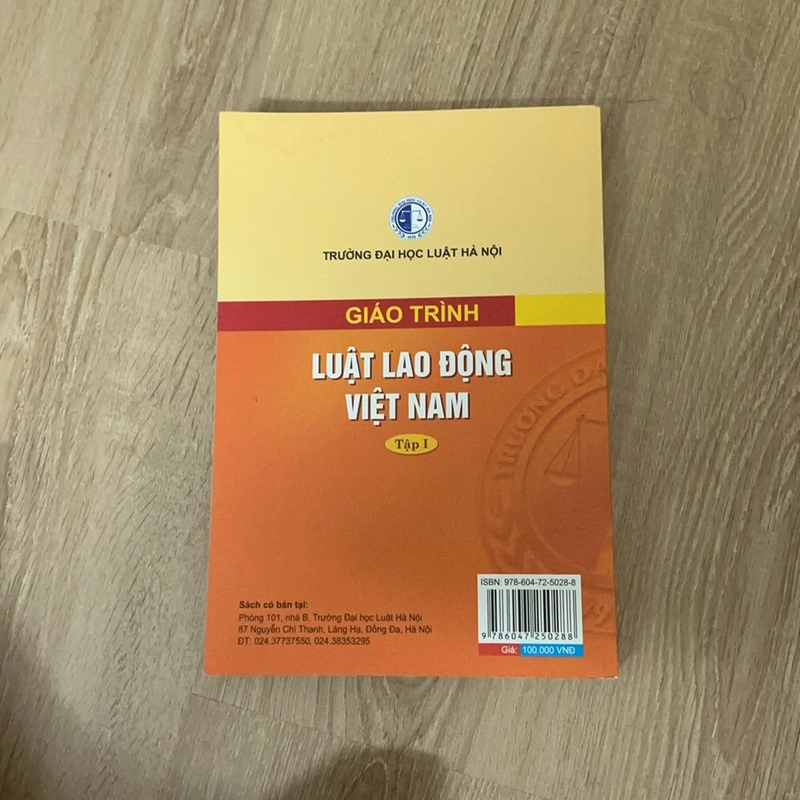 TRƯỜNG ĐẠI HỌC LUẬT HÀ NỘI
GIÁO TRÌNH
LUẬT LAO ĐỘNG
VIỆT NAM
Tập I
TRƯỜNG ĐẠ
ISBN: 978-604-72-5028-8
9 786047 250288
Giá: 100.000 VNĐ
Sách có bán tại:
Phòng 101, nhà B, Trường Đại học Luật Hà Nội
87 Nguyễn Chí Thanh, Láng Hạ, Đống Đa, Hà Nội
ĐT: 024.37737550, 024.38353295